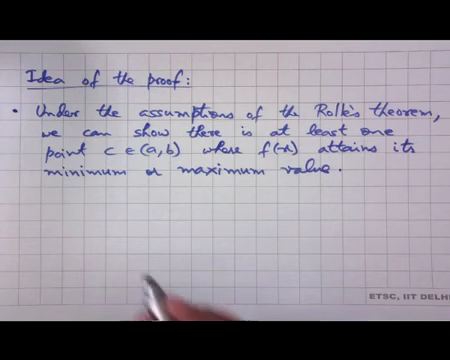 Idea of the proof:
• Under the assumptions of the Rolle's theorem,
we can show there is at least one
point c ∈ (a, b) where f(x) attains its
minimum or maximum value.
ETSC, IIT DELH